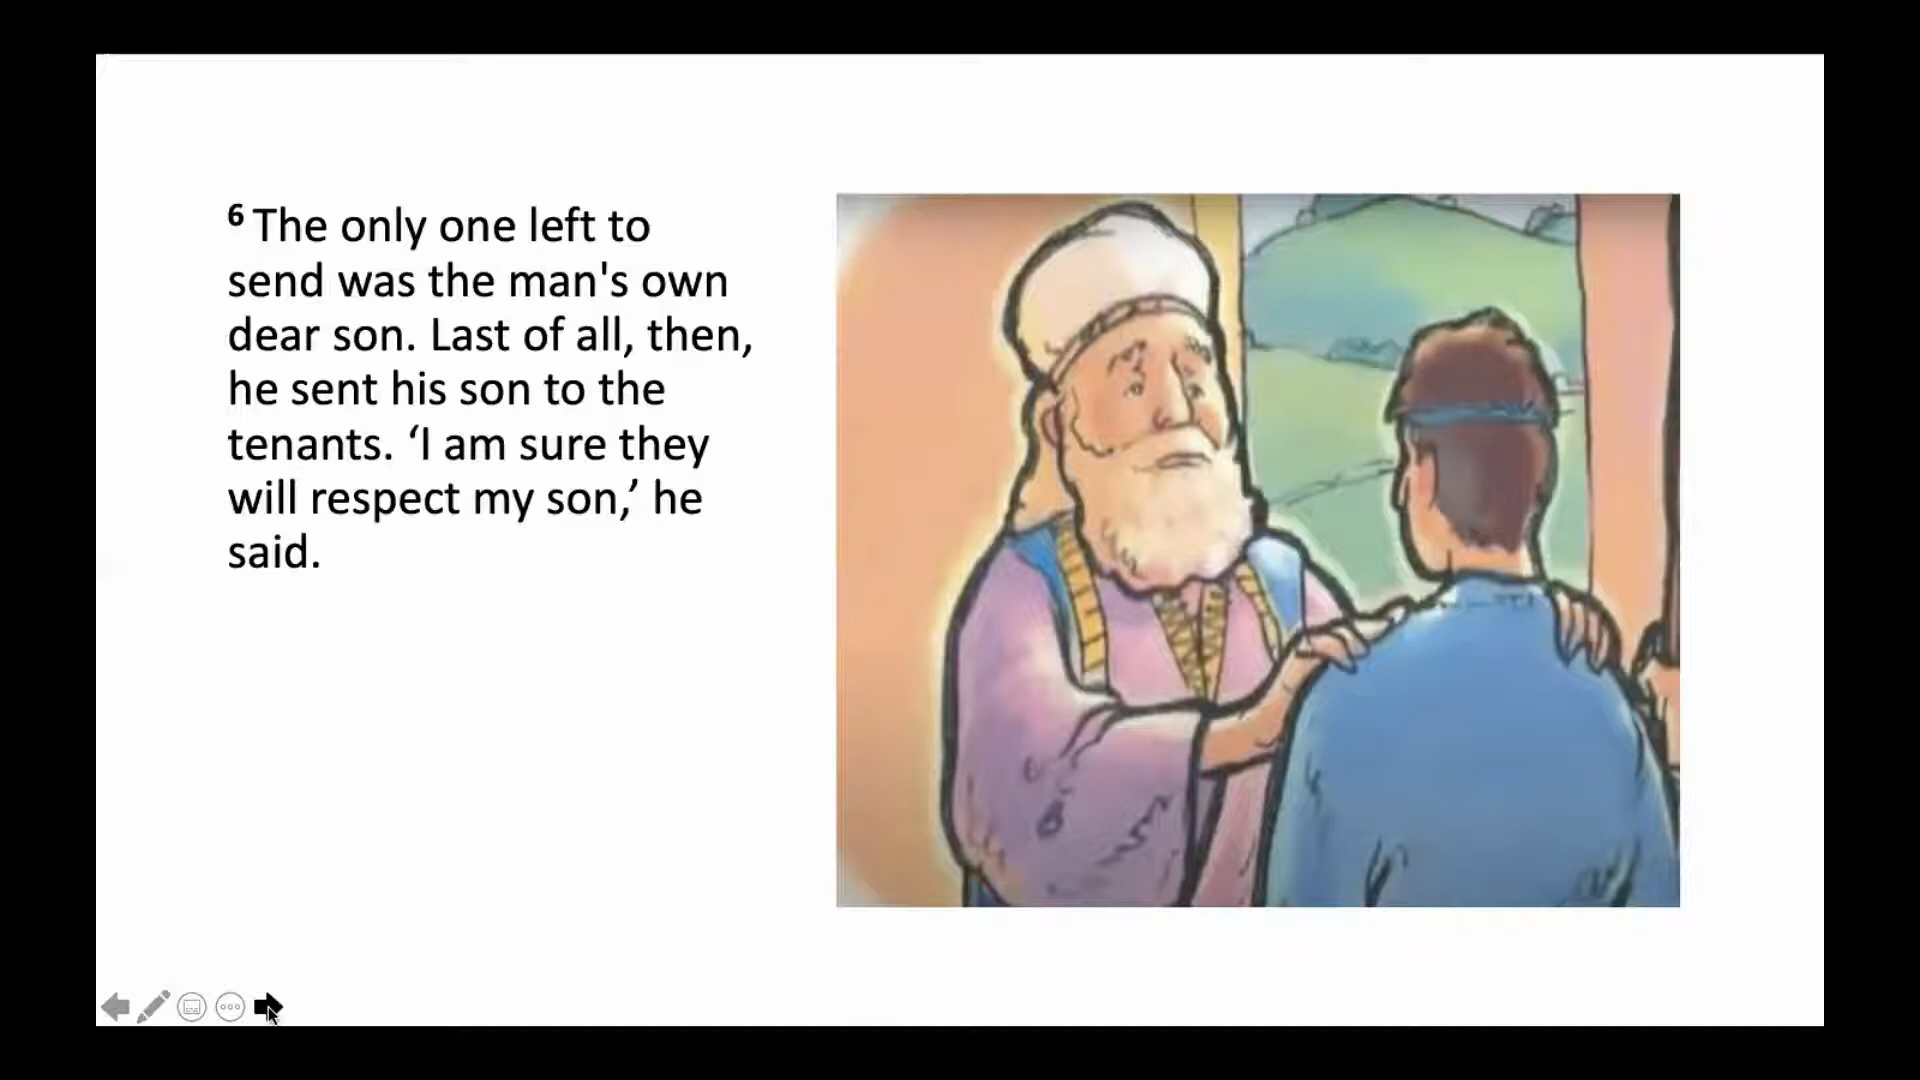 6 The only one left to
send was the man's own
dear son. Last of all, then,
he sent his son to the
tenants. ‘I am sure they
will respect my son,’ he
said.